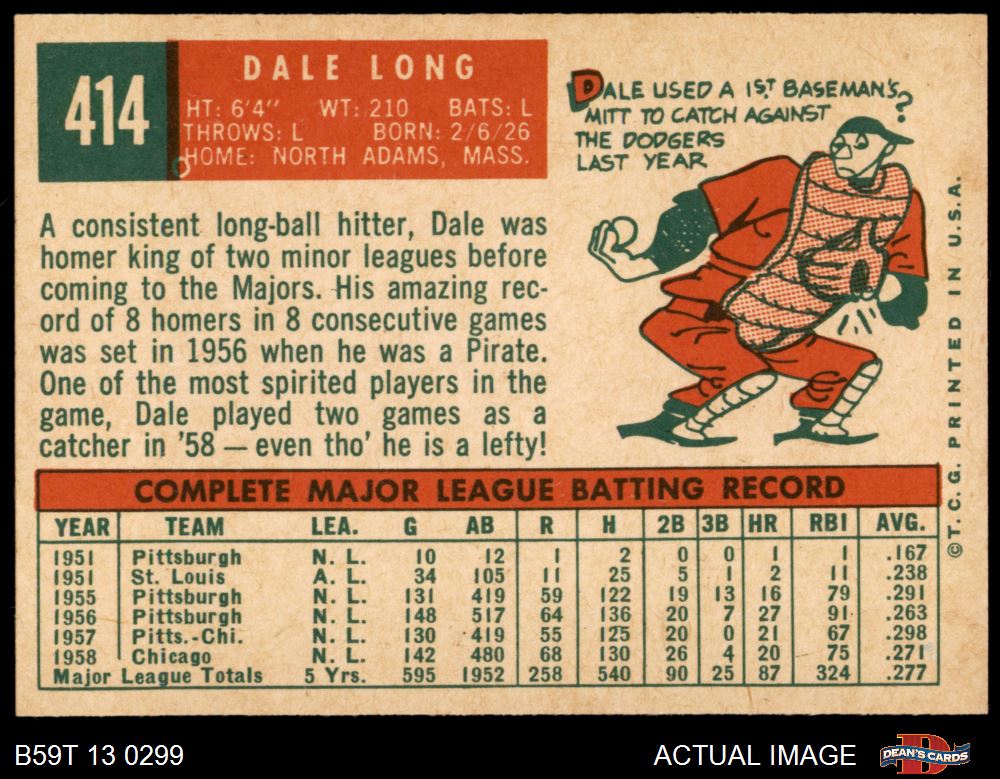 414
DALE LONG
HT: 6'4" WT: 210 BATS: L
THROWS: L BORN: 2/6/26
HOME: NORTH ADAMS, MASS.
DALE USED A 1ST BASEMAN'S
MITT TO CATCH AGAINST
THE DODGERS
LAST YEAR
?
A consistent long-ball hitter, Dale was
homer king of two minor leagues before
coming to the Majors. His amazing rec-
ord of 8 homers in 8 consecutive games
was set in 1956 when he was a Pirate.
One of the most spirited players in the
game, Dale played two games as a
catcher in '58 — even tho' he is a lefty!
COMPLETE MAJOR LEAGUE BATTING RECORD
YEAR TEAM LEA. G AB R H 2B 3B HR RBI AVG.
1951 Pittsburgh N. L. 10 12 1 2 0 0 1 1 .167
1951 St. Louis A. L. 34 105 11 25 5 1 2 11 .238
1955 Pittsburgh N. L. 131 419 59 122 19 13 16 79 .291
1956 Pittsburgh N. L. 148 517 64 136 20 7 27 91 .263
1957 Pitts.-Chi. N. L. 130 419 55 125 20 0 21 67 .298
1958 Chicago N. L. 142 480 68 130 26 4 20 75 .271
Major League Totals 5 Yrs. 595 1952 258 540 90 25 87 324 .277
© T. C. G. PRINTED IN U.S.A.
B59T 13 0299
ACTUAL IMAGE
DEAN'S CARDS